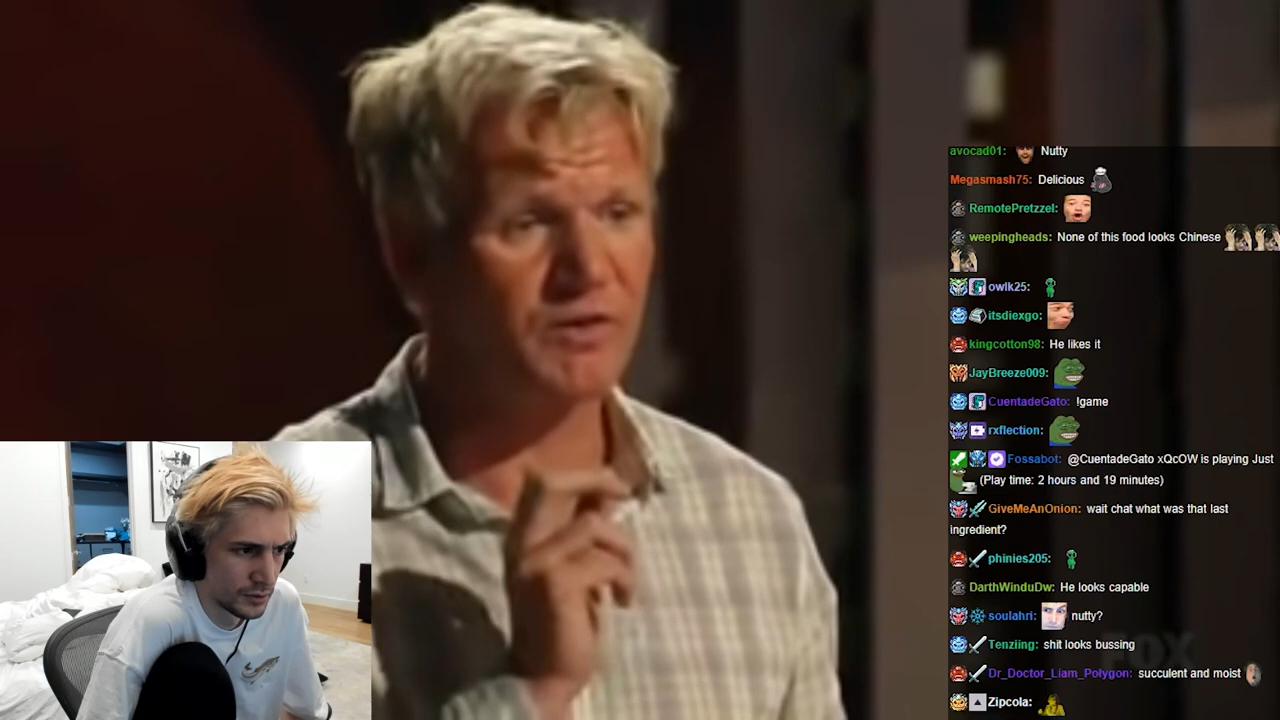 avocad01: Nutty
Megasmash75: Delicious
RemotePretzzel:
weepingheads: None of this food looks Chinese
owlk25:
itsdiexgo:
kingcotton98: He likes it
JayBreeze009:
CuentadeGato: !game
rxflection:
Fossabot: @CuentadeGato xQcOW is playing Just
(Play time: 2 hours and 19 minutes)
GiveMeAnOnion: wait chat what was that last
ingredient?
phinies205:
DarthWinduDw: He looks capable
soulahri: nutty?
Tenziing: shit looks bussing
FOX
Dr_Doctor_Liam_Polygon: succulent and moist
Zipcola: